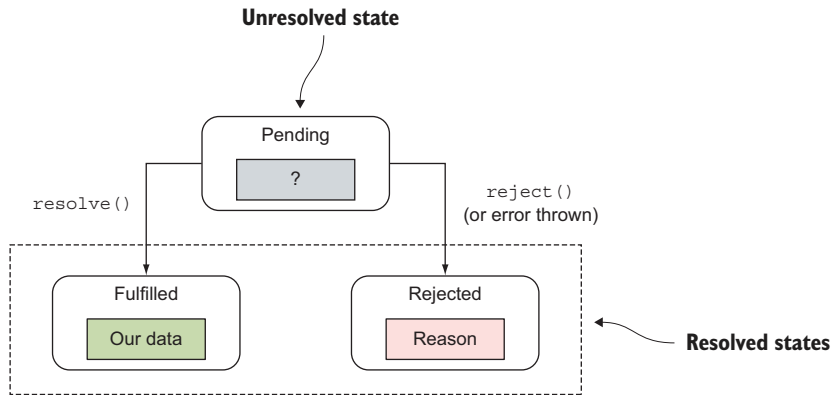 Unresolved state
Pending
?
resolve()
reject()
(or error thrown)
Fulfilled
Our data
Rejected
Reason
Resolved states